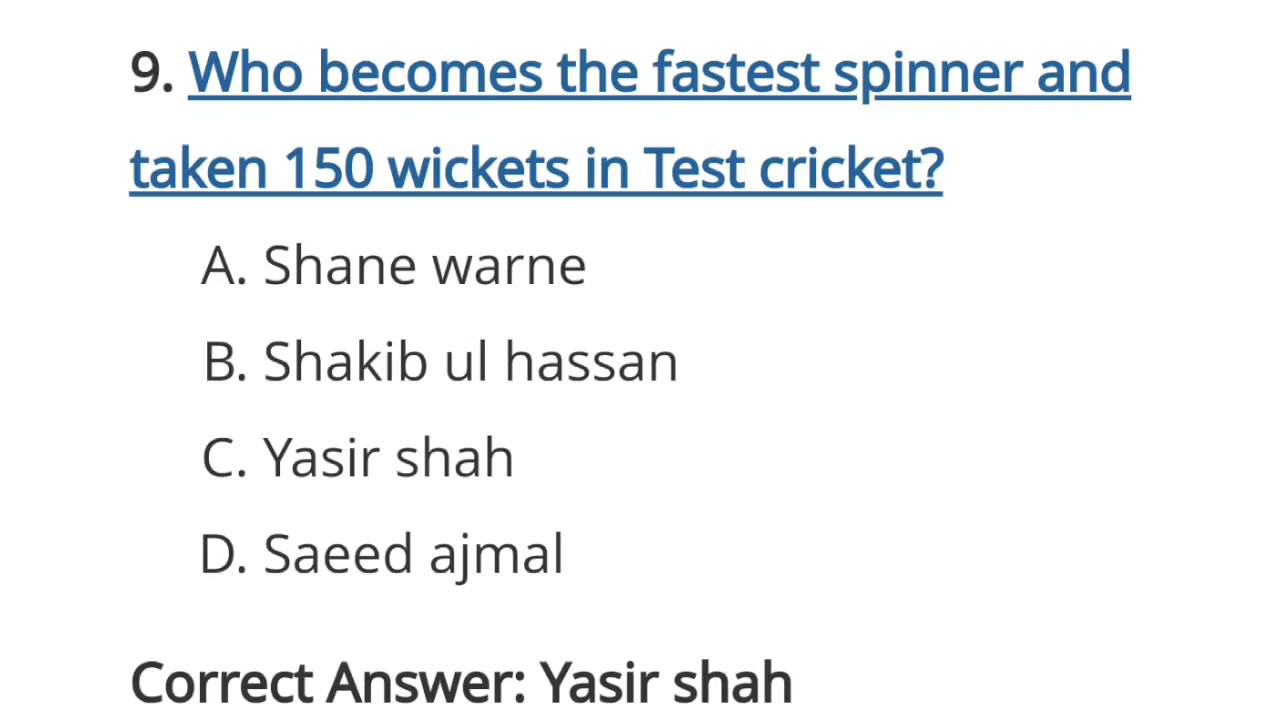 9. Who becomes the fastest spinner and
taken 150 wickets in Test cricket?
A. Shane warne
B. Shakib ul hassan
C. Yasir shah
D. Saeed ajmal
Correct Answer: Yasir shah